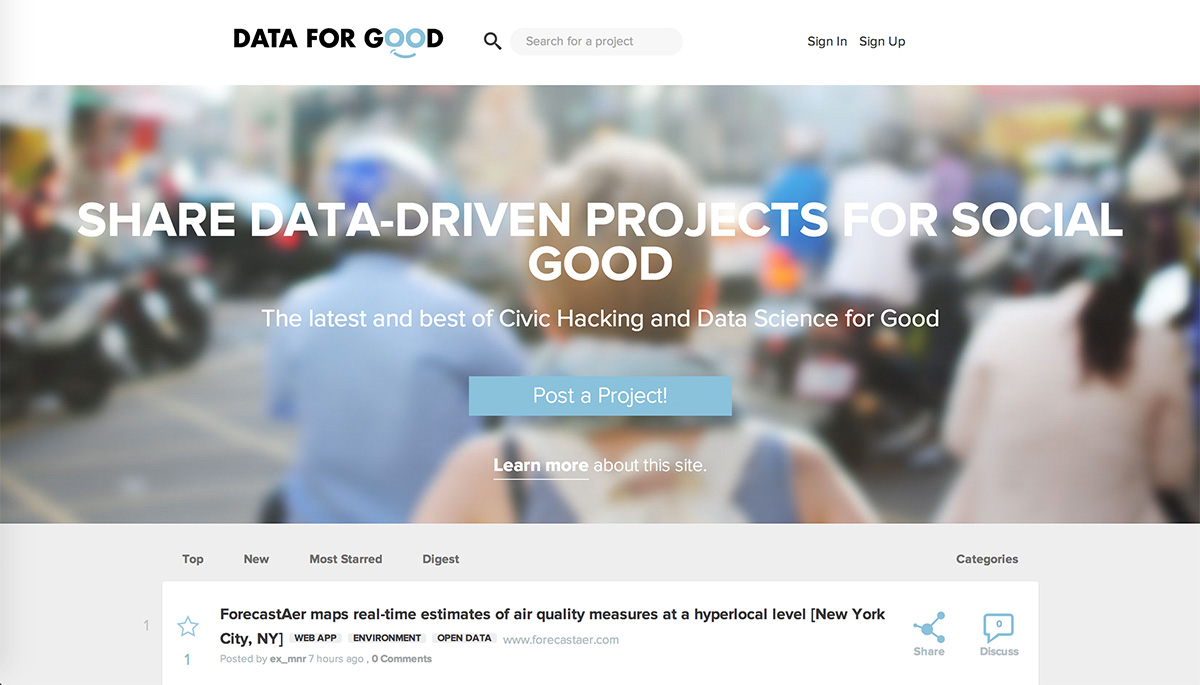 DATA FOR GOOD
Search for a project
Sign In Sign Up
SHARE DATA-DRIVEN PROJECTS FOR SOCIAL
GOOD
The latest and best of Civic Hacking and Data Science for Good
Post a Project!
Learn more about this site.
Top New Most Starred Digest Categories
1
ForecastAer maps real-time estimates of air quality measures at a hyperlocal level [New York
City, NY] WEB APP ENVIRONMENT OPEN DATA www.forecastaer.com
1
Posted by ex_mnr 7 hours ago , 0 Comments
0
Share
Discuss